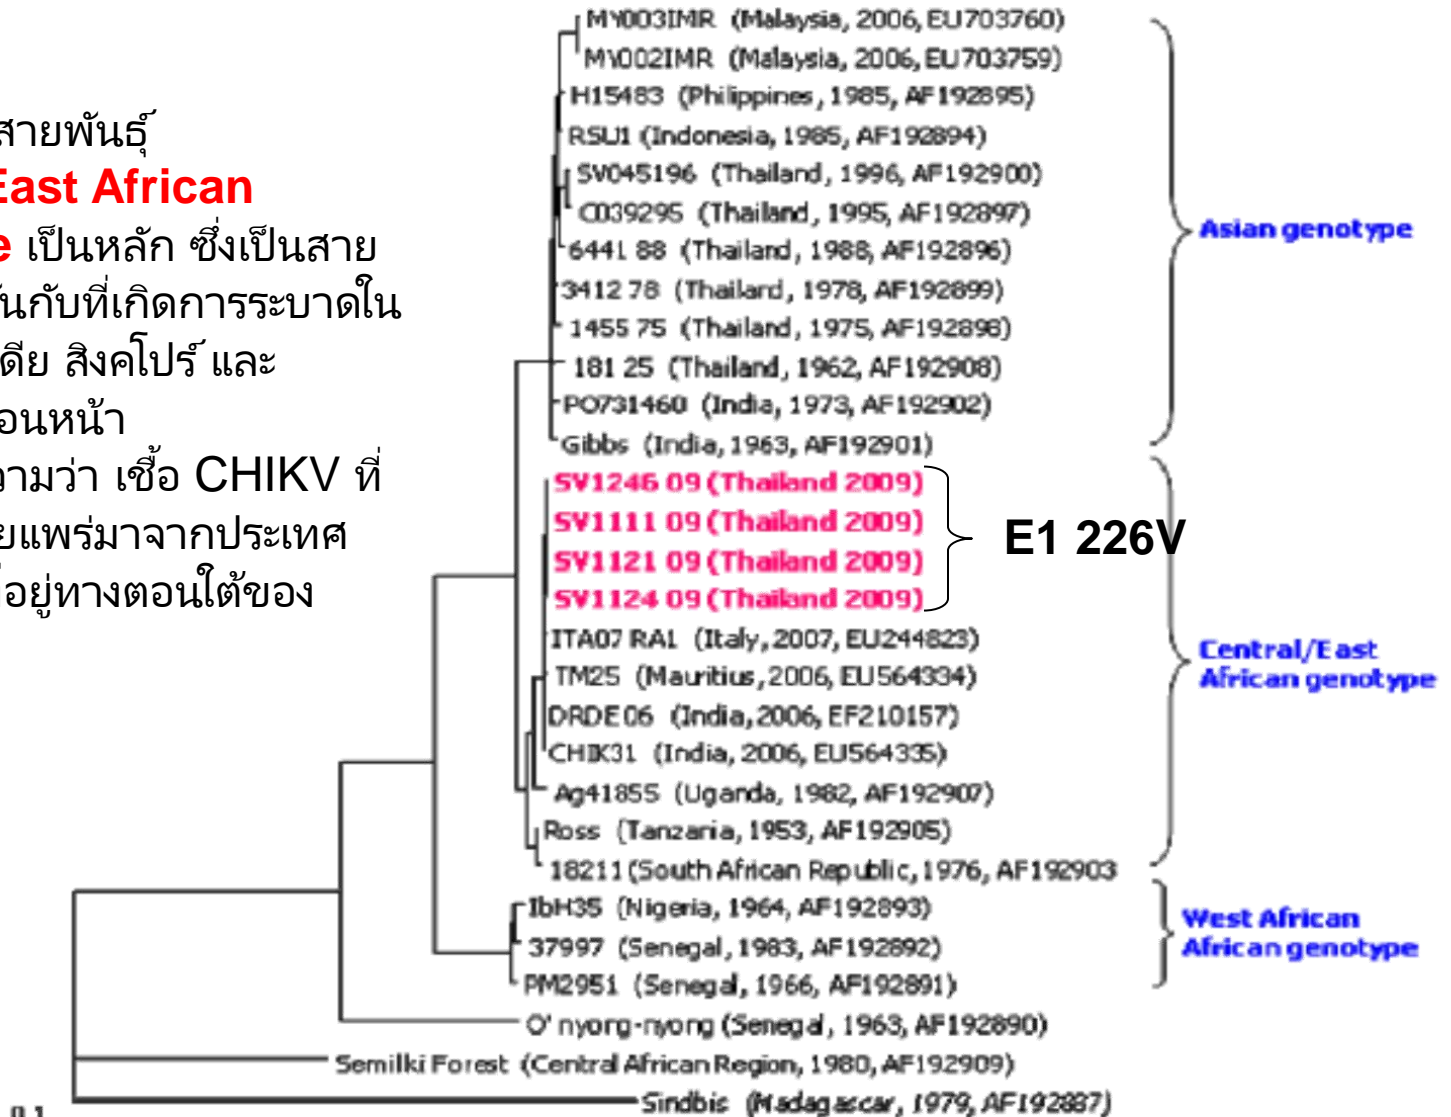 สายพันธุ์
East African
e เป็นหลัก ซึ่งเป็นสาย
ันกับที่เกิดการระบาดใน
เดีย สิงคโปร์ และ
อนหน้า
วามว่า เชื้อ CHIKV ที่
ยแพร่มาจากประเทศ
อยู่ทางตอนใต้ของ
MY003IMR (Malaysia, 2006, EU703760)
MY002IMR (Malaysia, 2006, EU703759)
H15483 (Philippines, 1985, AF192895)
RSU1 (Indonesia, 1985, AF192894)
SV045196 (Thailand, 1996, AF192900)
C039295 (Thailand, 1995, AF192897)
6441 88 (Thailand, 1988, AF192896)
3412 78 (Thailand, 1978, AF192899)
1455 75 (Thailand, 1975, AF192898)
181 25 (Thailand, 1962, AF192908)
PO731460 (India, 1973, AF192902)
Gibbs (India, 1963, AF192901)
Asian genotype
SV1246 09 (Thailand 2009)
SV1111 09 (Thailand 2009)
SV1121 09 (Thailand 2009)
SV1124 09 (Thailand 2009)
E1 226V
ITA07 RA1 (Italy, 2007, EU244823)
TM25 (Mauritius, 2006, EU564334)
DRDE 06 (India, 2006, EF210157)
CHIK31 (India, 2006, EU564335)
Ag41855 (Uganda, 1982, AF192907)
Ross (Tanzania, 1953, AF192905)
18211 (South African Republic, 1976, AF192903
Central/East
African genotype
IbH35 (Nigeria, 1964, AF192893)
37997 (Senegal, 1983, AF192892)
PM2951 (Senegal, 1966, AF192891)
West African
African genotype
O' nyong-nyong (Senegal, 1963, AF192890)
Semilki Forest (Central African Region, 1980, AF192909)
Sindbis (Madagascar, 1979, AF192887)
0.1